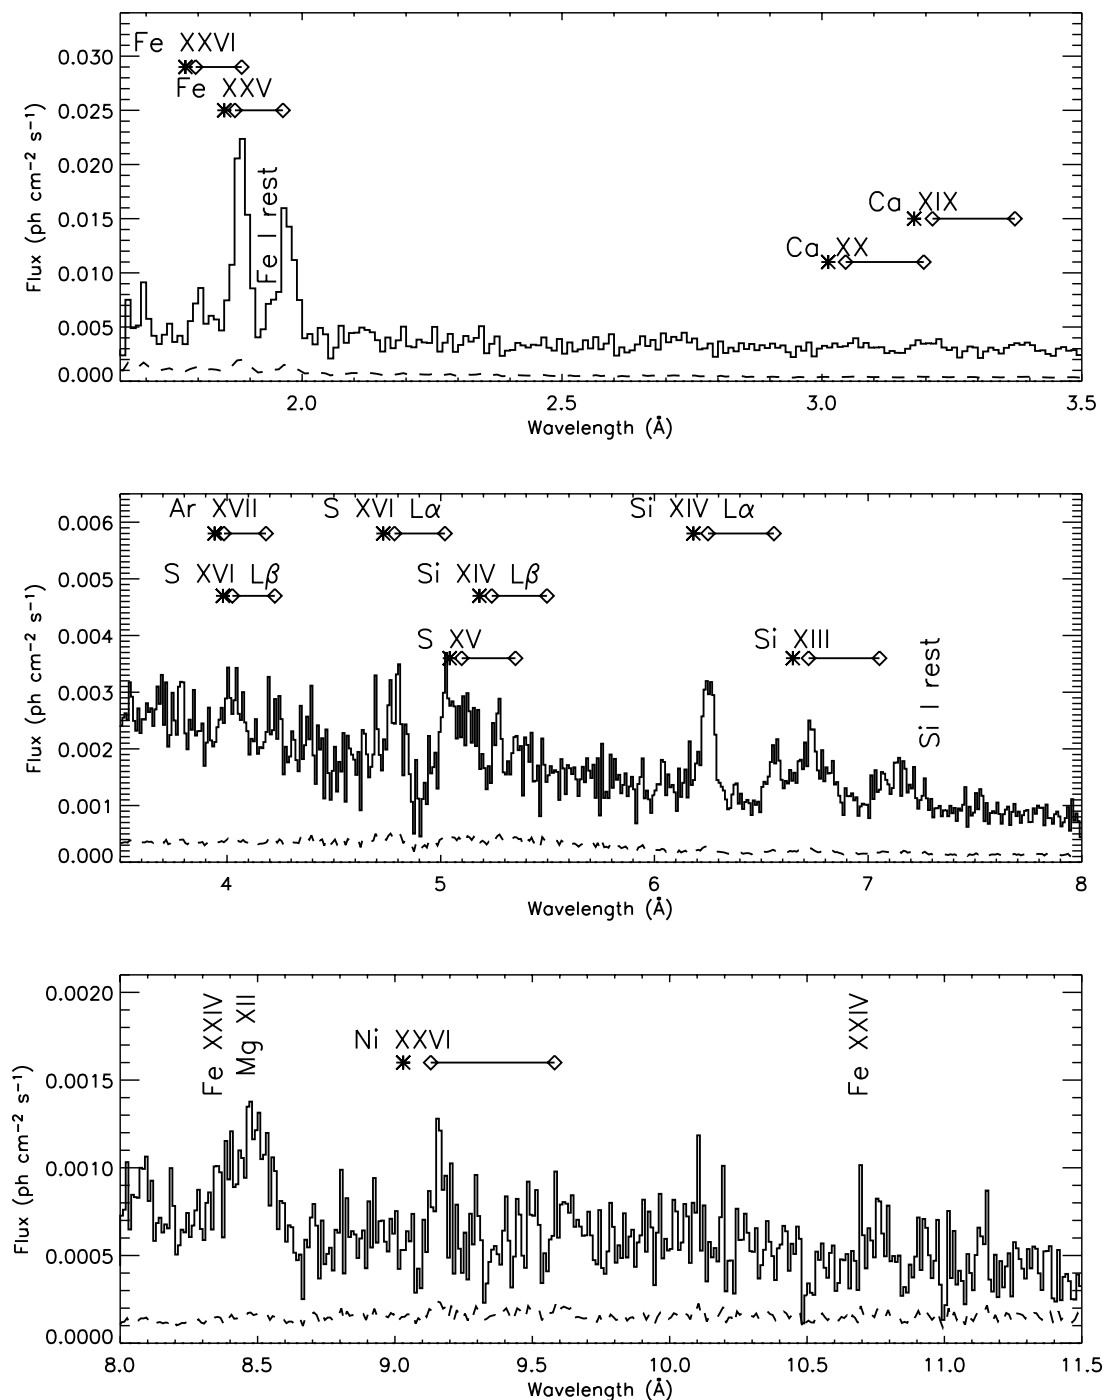 Fe XXVI
Fe XXV
Fe I rest
Ca XIX
Ca XX
0.030
0.025
0.020
0.015
0.010
0.005
0.000
Flux (ph cm⁻² s⁻¹)
2.0 2.5 3.0 3.5
Wavelength (Å)
Ar XVII S XVI Lα Si XIV Lα
S XVI Lβ Si XIV Lβ
S XV Si XIII
Si I rest
0.006
0.005
0.004
0.003
0.002
0.001
0.000
Flux (ph cm⁻² s⁻¹)
4 5 6 7 8
Wavelength (Å)
Fe XXIV
Mg XII
Ni XXVI
Fe XXIV
0.0020
0.0015
0.0010
0.0005
0.0000
Flux (ph cm⁻² s⁻¹)
8.0 8.5 9.0 9.5 10.0 10.5 11.0 11.5
Wavelength (Å)